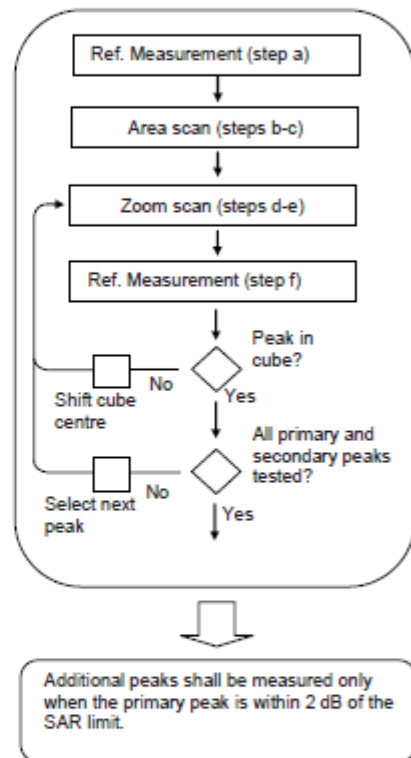 Ref. Measurement (step a)
Area scan (steps b-c)
Zoom scan (steps d-e)
Ref. Measurement (step f)
Peak in
cube?
No
Yes
Shift cube
centre
All primary and
secondary peaks
tested?
No
Yes
Select next
peak
Additional peaks shall be measured only
when the primary peak is within 2 dB of the
SAR limit.